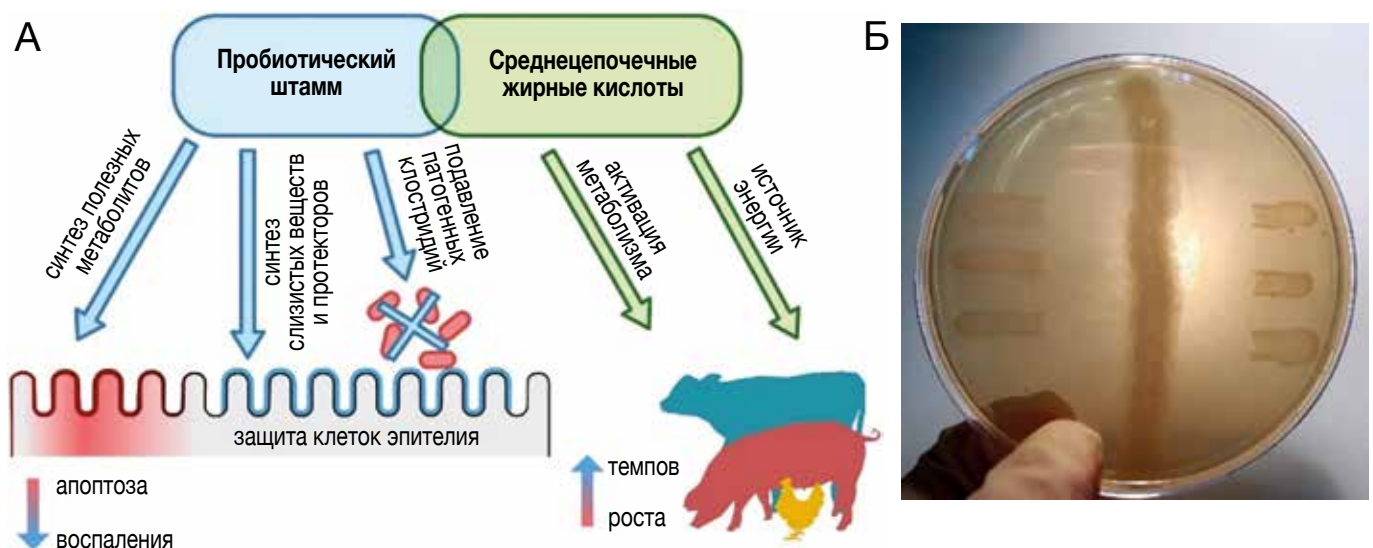 А
Пробиотический
штамм
Среднецепочечные
жирные кислоты
синтез полезных
метаболитов
синтез
слизистых веществ
и протекторов
подавление
патогенных
клостридий
активация
метаболизма
источник
энергии
защита клеток эпителия
апоптоза
воспаления
темпов
роста
Б